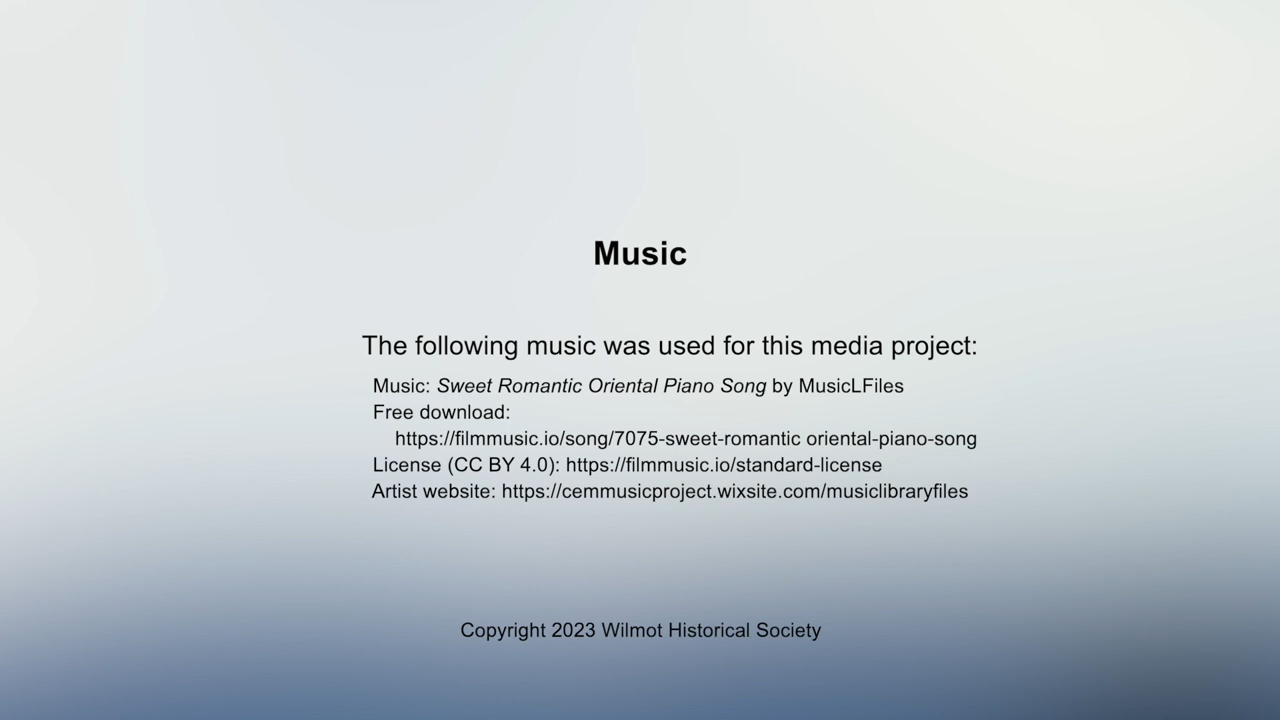 Music
The following music was used for this media project:
Music: Sweet Romantic Oriental Piano Song by MusicLFiles
Free download:
https://filmmusic.io/song/7075-sweet-romantic oriental-piano-song
License (CC BY 4.0): https://filmmusic.io/standard-license
Artist website: https://cemmusicproject.wixsite.com/musiclibraryfiles
Copyright 2023 Wilmot Historical Society